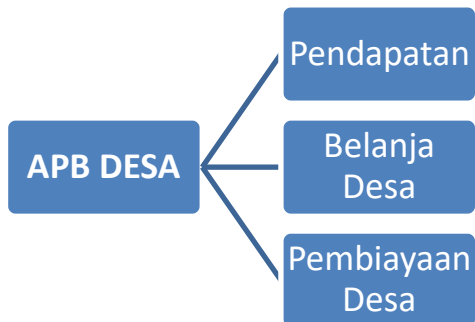 APB DESA
Pendapatan
Belanja
Desa
Pembiayaan
Desa